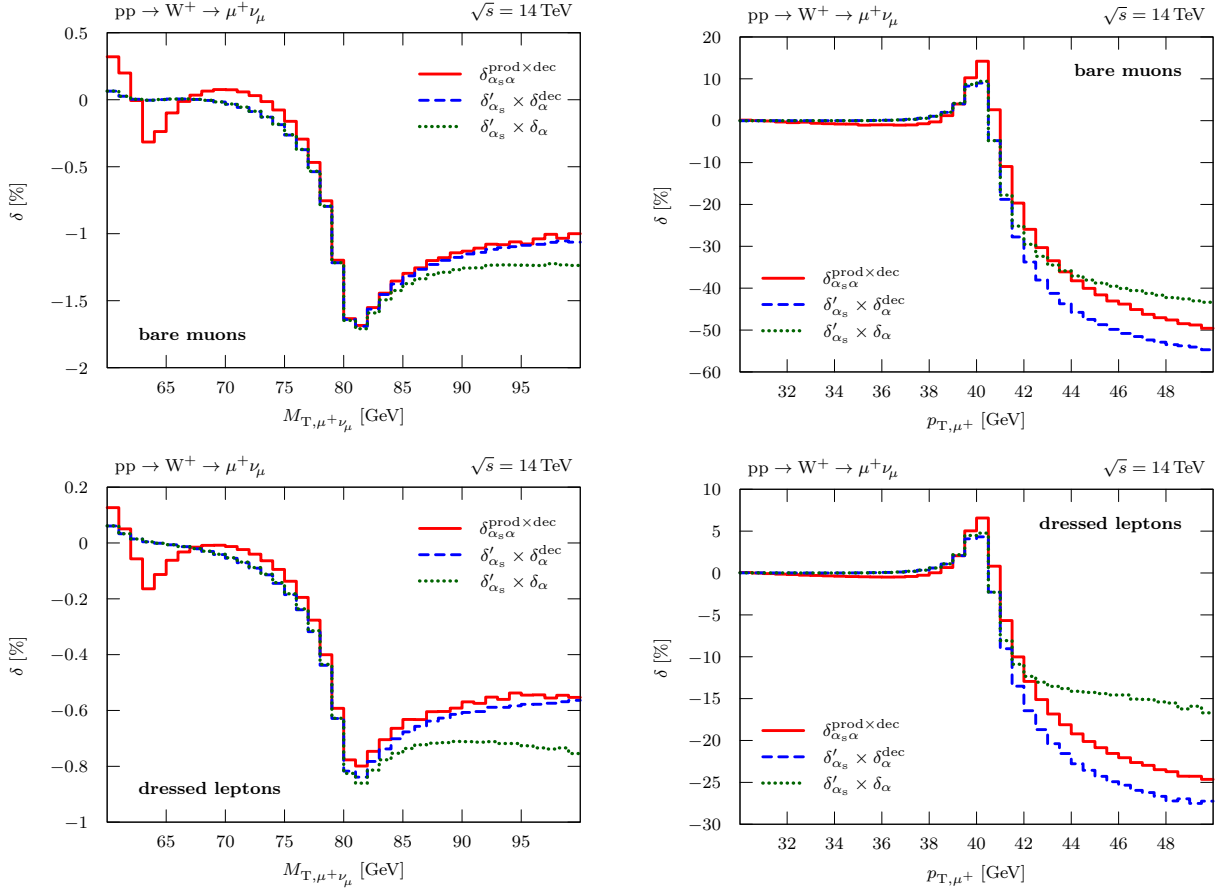 pp → W⁺ → μ⁺ν_μ √s = 14 TeV
δ [%]
0.5
0
−0.5
−1
−1.5
−2
δ^{prod×dec}_{α_sα}
δ′_{α_s} × δ^{dec}_α
δ′_{α_s} × δ_α
bare muons
65 70 75 80 85 90 95
M_{T,μ⁺ν_μ} [GeV]
pp → W⁺ → μ⁺ν_μ √s = 14 TeV
δ [%]
20
10
0
−10
−20
−30
−40
−50
−60
bare muons
δ^{prod×dec}_{α_sα}
δ′_{α_s} × δ^{dec}_α
δ′_{α_s} × δ_α
32 34 36 38 40 42 44 46 48
p_{T,μ⁺} [GeV]
pp → W⁺ → μ⁺ν_μ √s = 14 TeV
δ [%]
0.2
0
−0.2
−0.4
−0.6
−0.8
−1
δ^{prod×dec}_{α_sα}
δ′_{α_s} × δ^{dec}_α
δ′_{α_s} × δ_α
dressed leptons
65 70 75 80 85 90 95
M_{T,μ⁺ν_μ} [GeV]
pp → W⁺ → μ⁺ν_μ √s = 14 TeV
δ [%]
10
5
0
−5
−10
−15
−20
−25
−30
dressed leptons
δ^{prod×dec}_{α_sα}
δ′_{α_s} × δ^{dec}_α
δ′_{α_s} × δ_α
32 34 36 38 40 42 44 46 48
p_{T,μ⁺} [GeV]